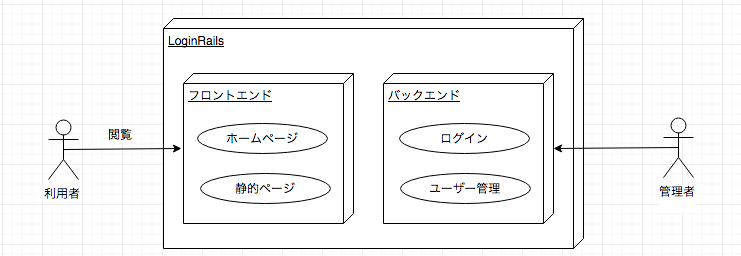 LoginRails
フロントエンド
バックエンド
閲覧
ホームページ
ログイン
静的ページ
ユーザー管理
利用者
管理者